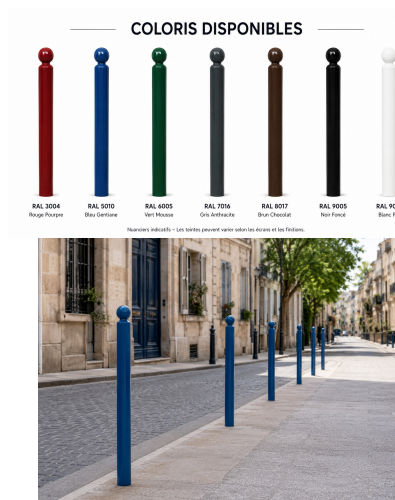 COLORIS DISPONIBLES
RAL 3004 RAL 5010 RAL 6005 RAL 7016 RAL 8017 RAL 9005
Rouge Pourpre Bleu Gentiane Vert Mousse Gris Anthracite Brun Chocolat Noir Foncé Blanc
Nuanciers indicatifs – Les teintes peuvent varier selon les écrans et les finitions.